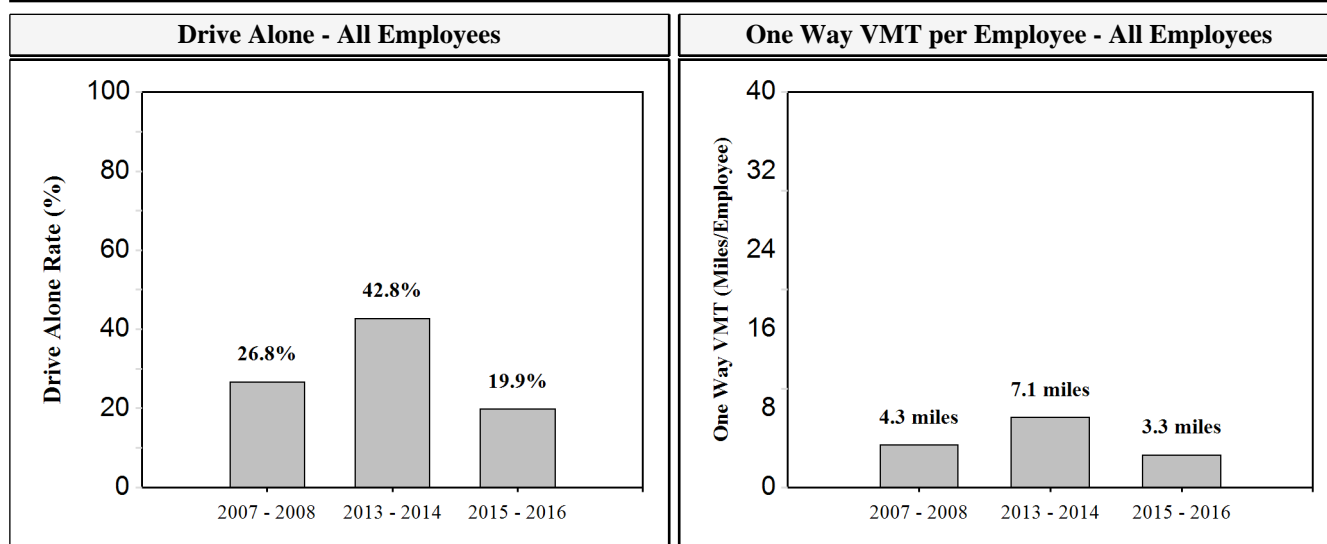 Drive Alone - All Employees
100
80
60
40
20
0
Drive Alone Rate (%)
26.8%
42.8%
19.9%
2007 - 2008 2013 - 2014 2015 - 2016
One Way VMT per Employee - All Employees
40
32
24
16
8
0
One Way VMT (Miles/Employee)
4.3 miles
7.1 miles
3.3 miles
2007 - 2008 2013 - 2014 2015 - 2016